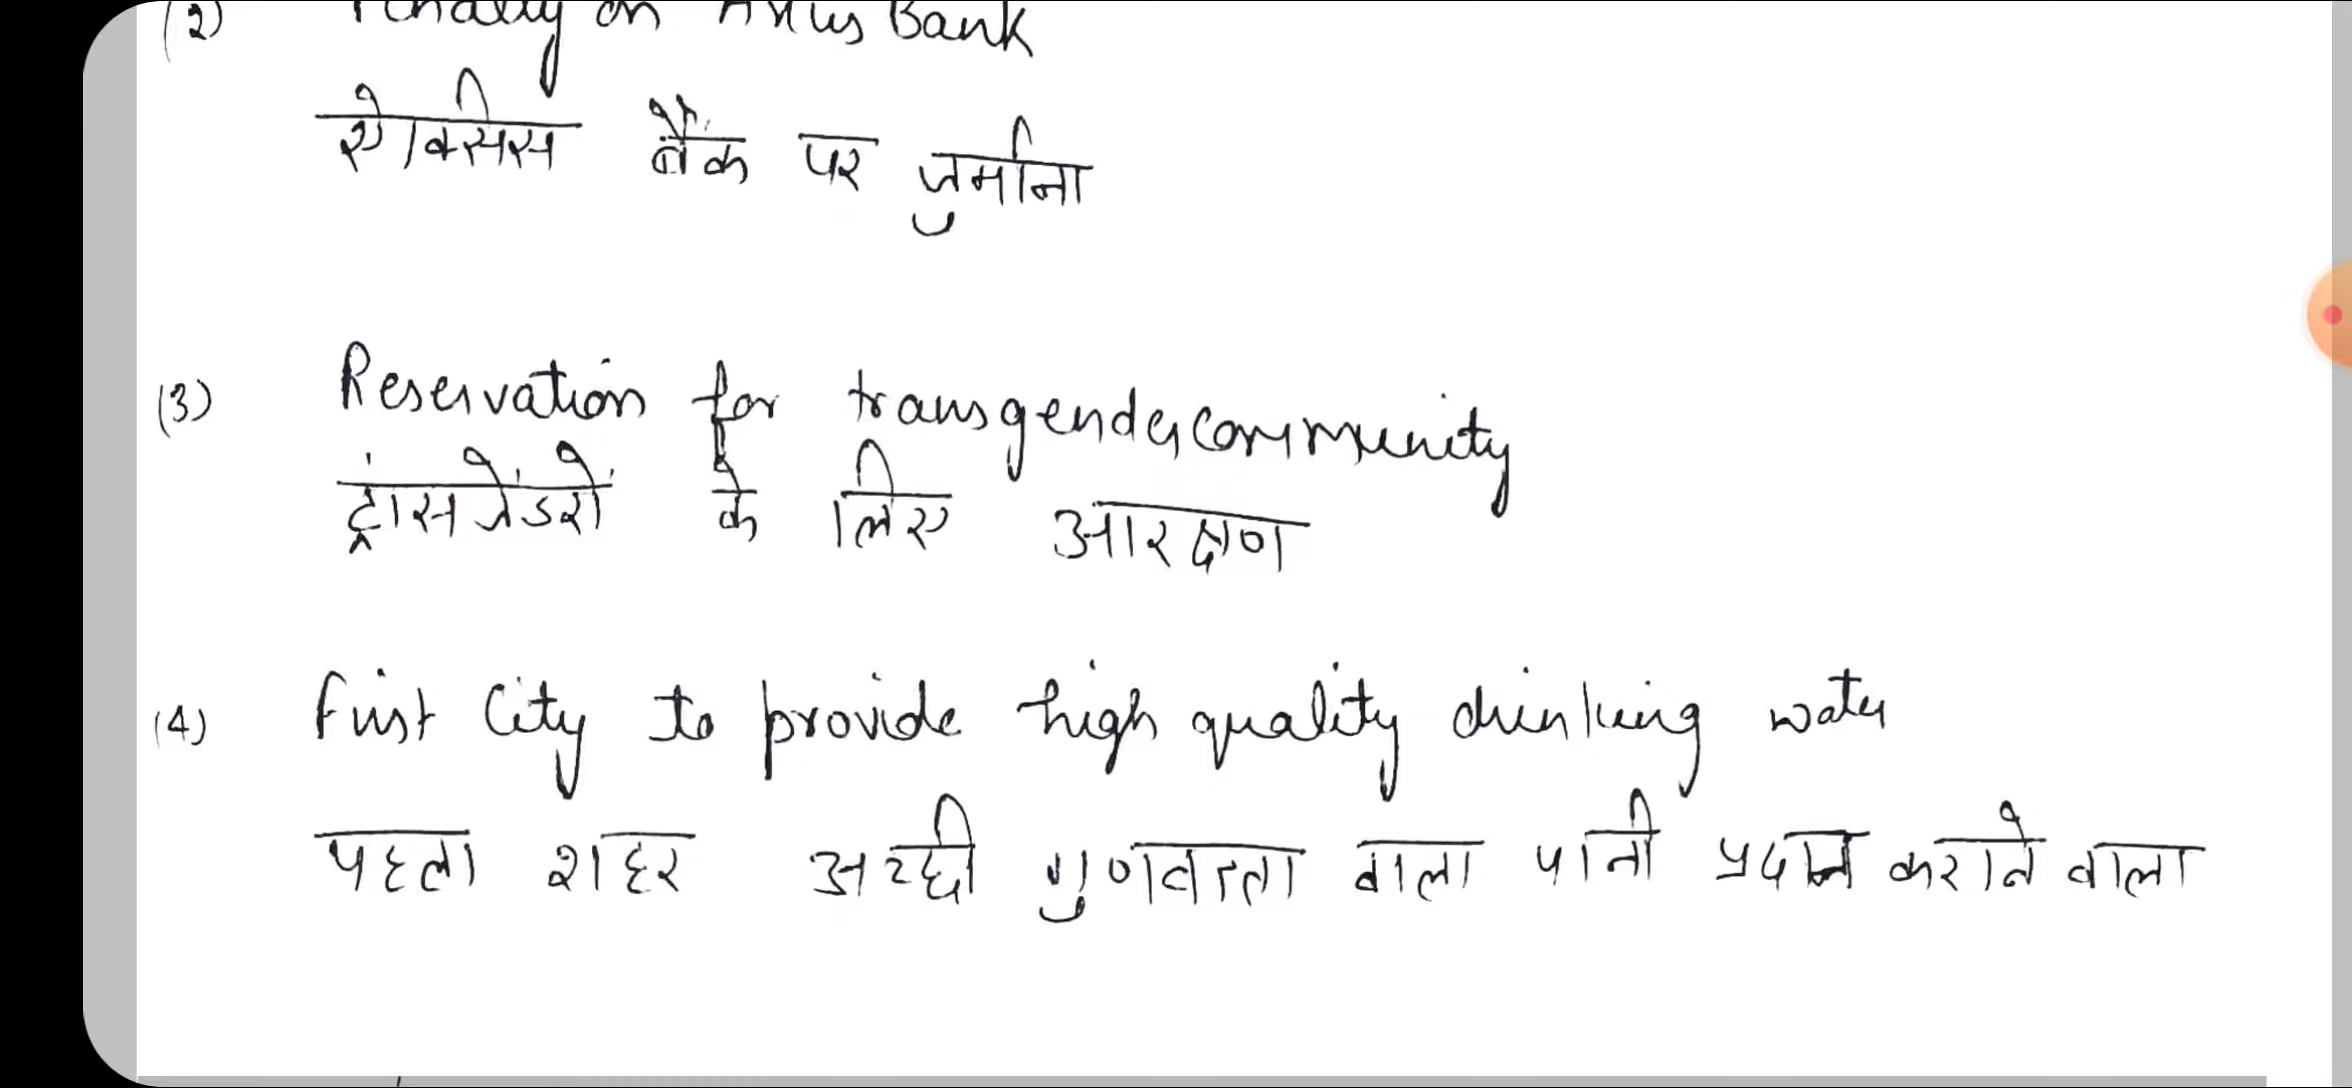 (2) Penalty on Axis Bank
ऐक्सिस बैंक पर जुर्माना
(3) Reservation for transgender community
ट्रांसजेंडरों के लिए आरक्षण
(4) First City to provide high quality drinking water
पहला शहर अच्छी गुणवत्ता वाला पानी प्रदान कराने वाला